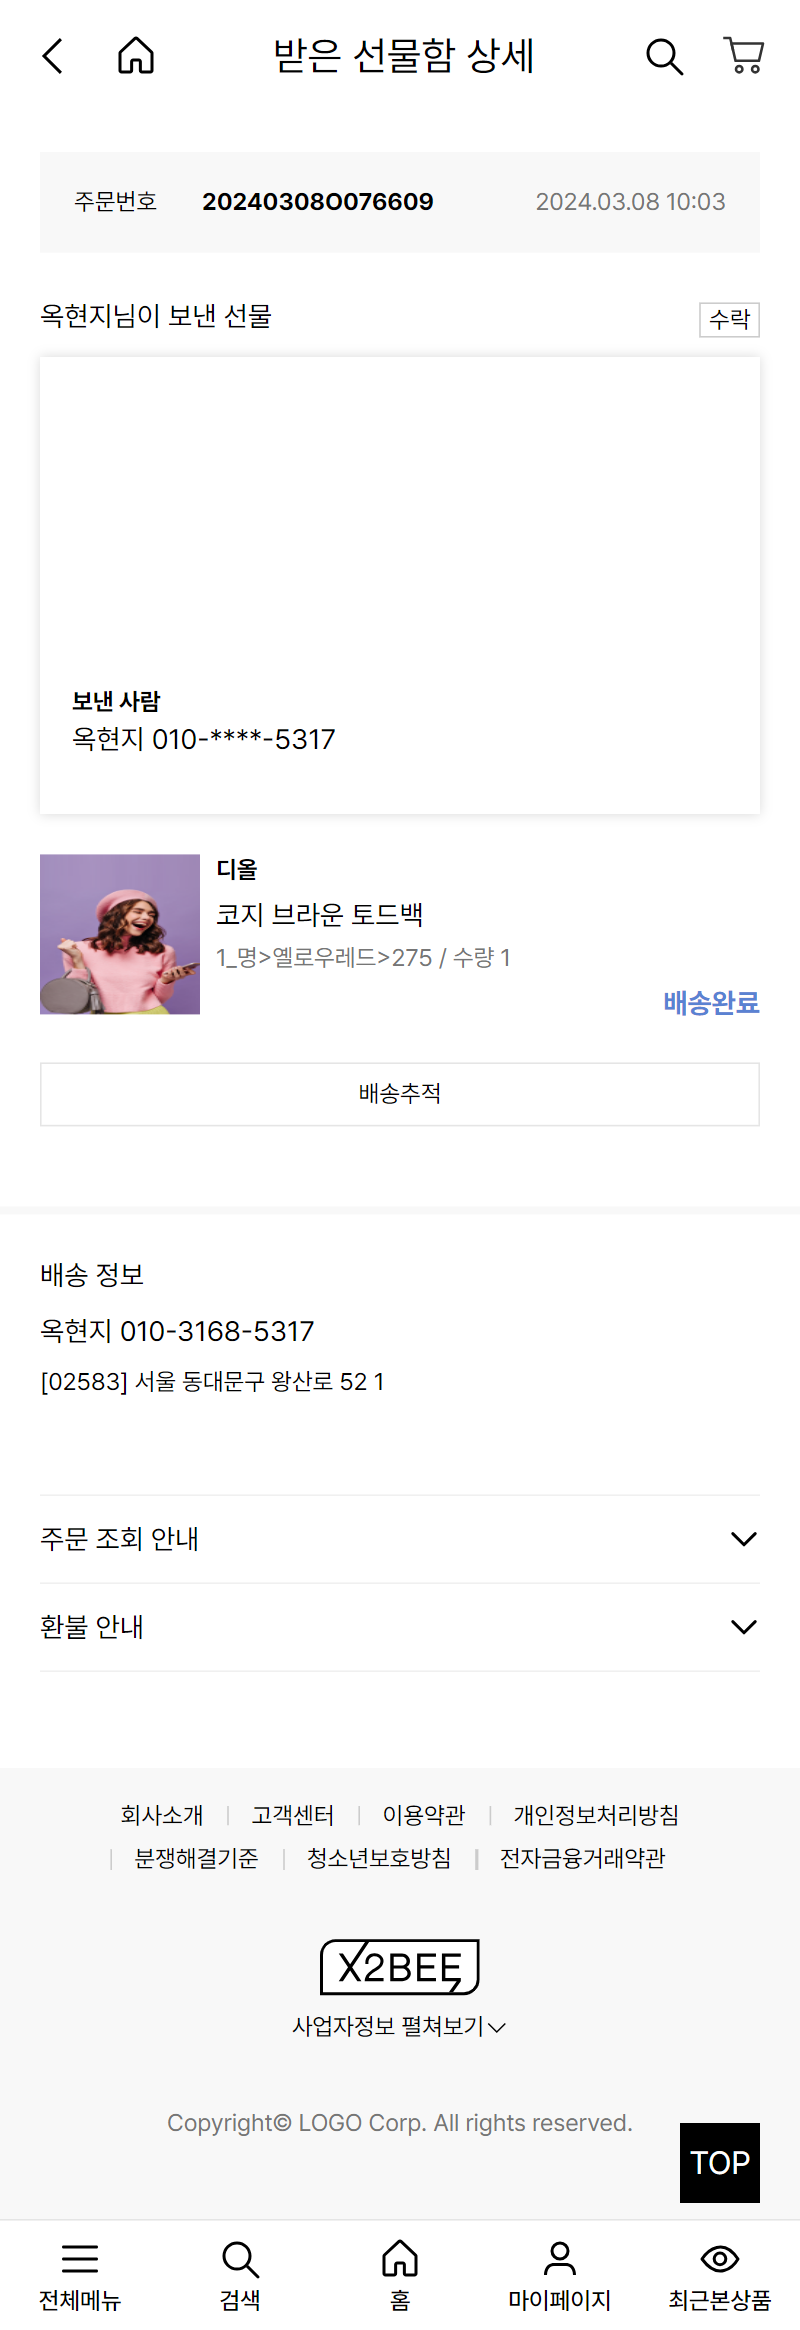 받은 선물함 상세
주문번호 20240308O076609 2024.03.08 10:03
옥현지님이 보낸 선물 수락
보낸 사람
옥현지 010-****-5317
디올
코지 브라운 토드백
1_명>옐로우레드>275 / 수량 1
배송완료
배송추적
배송 정보
옥현지 010-3168-5317
[02583] 서울 동대문구 왕산로 52 1
주문 조회 안내
환불 안내
회사소개 | 고객센터 | 이용약관 | 개인정보처리방침
| 분쟁해결기준 | 청소년보호방침 | 전자금융거래약관
X2BEE
사업자정보 펼쳐보기
Copyright© LOGO Corp. All rights reserved.
TOP
전체메뉴 검색 홈 마이페이지 최근본상품